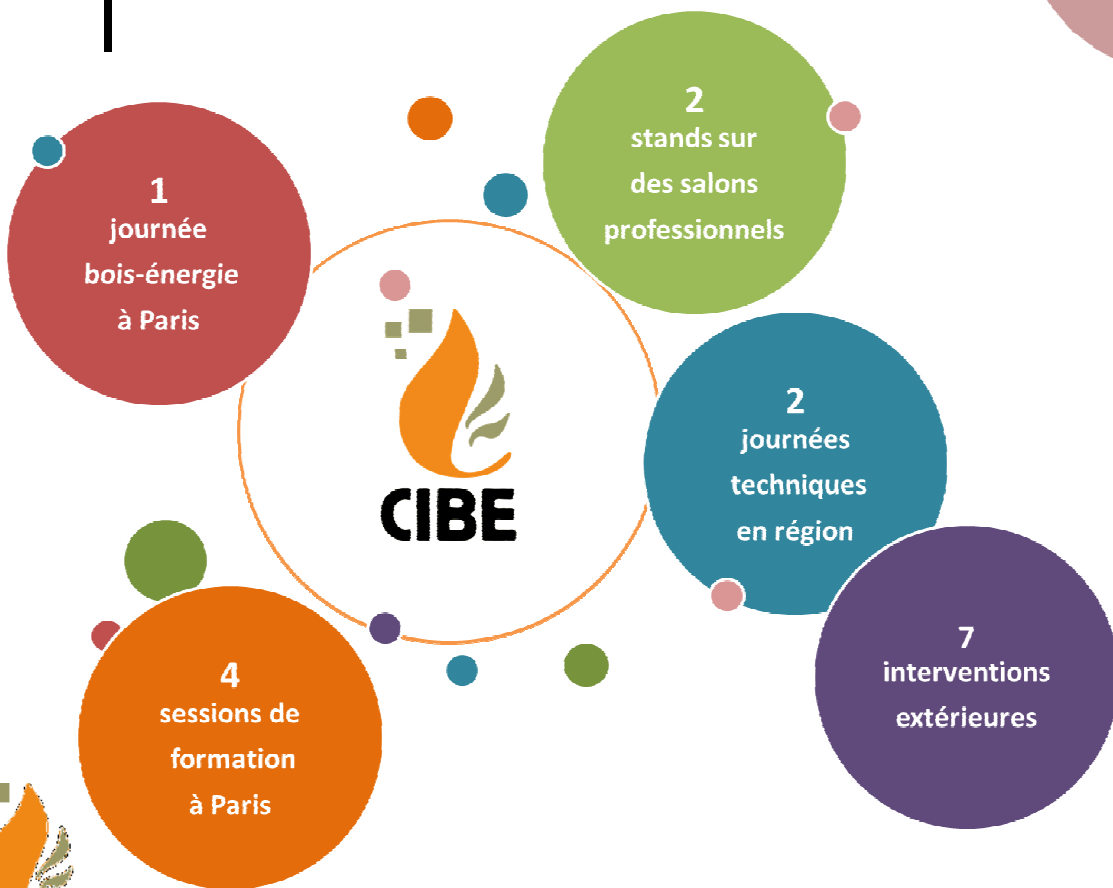 2
stands sur
des salons
professionnels
1
journée
bois-énergie
à Paris
2
journées
techniques
en région
CIBE
7
interventions
extérieures
4
sessions de
formation
à Paris